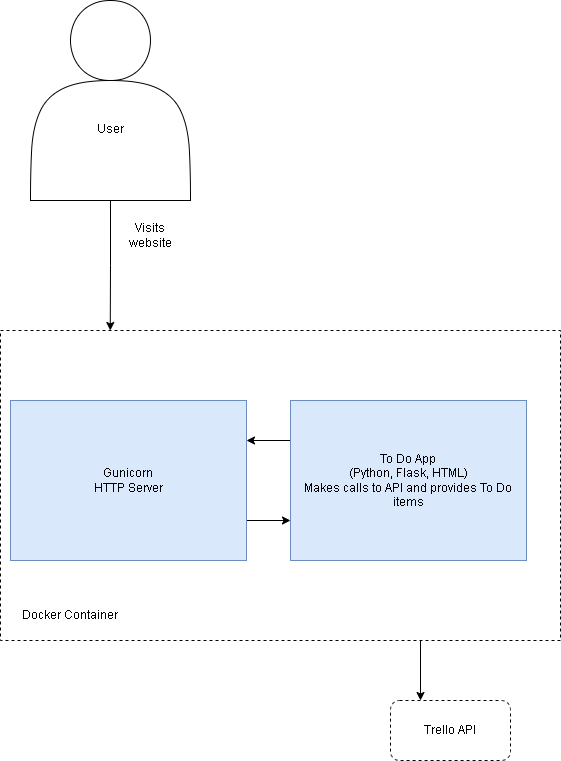 User
Visits
website
Gunicorn
HTTP Server
To Do App
(Python, Flask, HTML)
Makes calls to API and provides To Do
items
Docker Container
Trello API